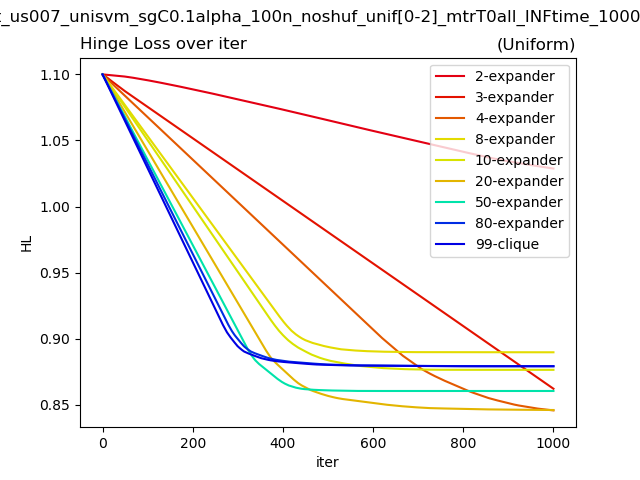 t_us007_unisvm_sgC0.1alpha_100n_noshuf_unif[0-2]_mtrT0all_INFtime_1000
Hinge Loss over iter (Uniform)
2-expander
3-expander
4-expander
8-expander
10-expander
20-expander
50-expander
80-expander
99-clique
1.10
1.05
1.00
0.95
0.90
0.85
HL
0 200 400 600 800 1000
iter